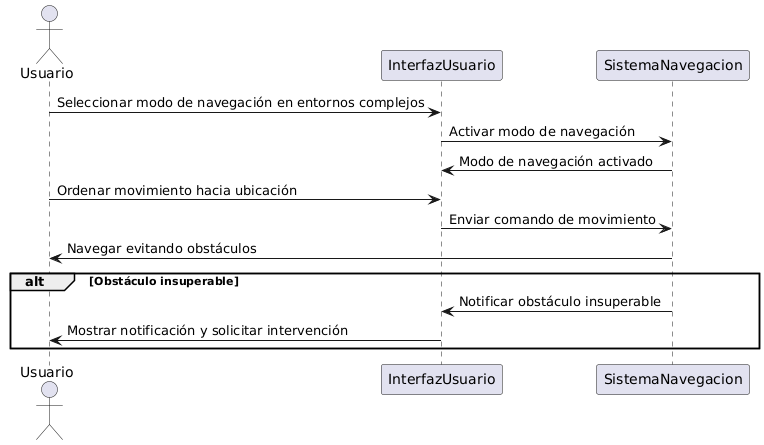 Usuario
InterfazUsuario
SistemaNavegacion
Seleccionar modo de navegación en entornos complejos
Activar modo de navegación
Modo de navegación activado
Ordenar movimiento hacia ubicación
Enviar comando de movimiento
Navegar evitando obstáculos
alt [Obstáculo insuperable]
Notificar obstáculo insuperable
Mostrar notificación y solicitar intervención
Usuario
InterfazUsuario
SistemaNavegacion